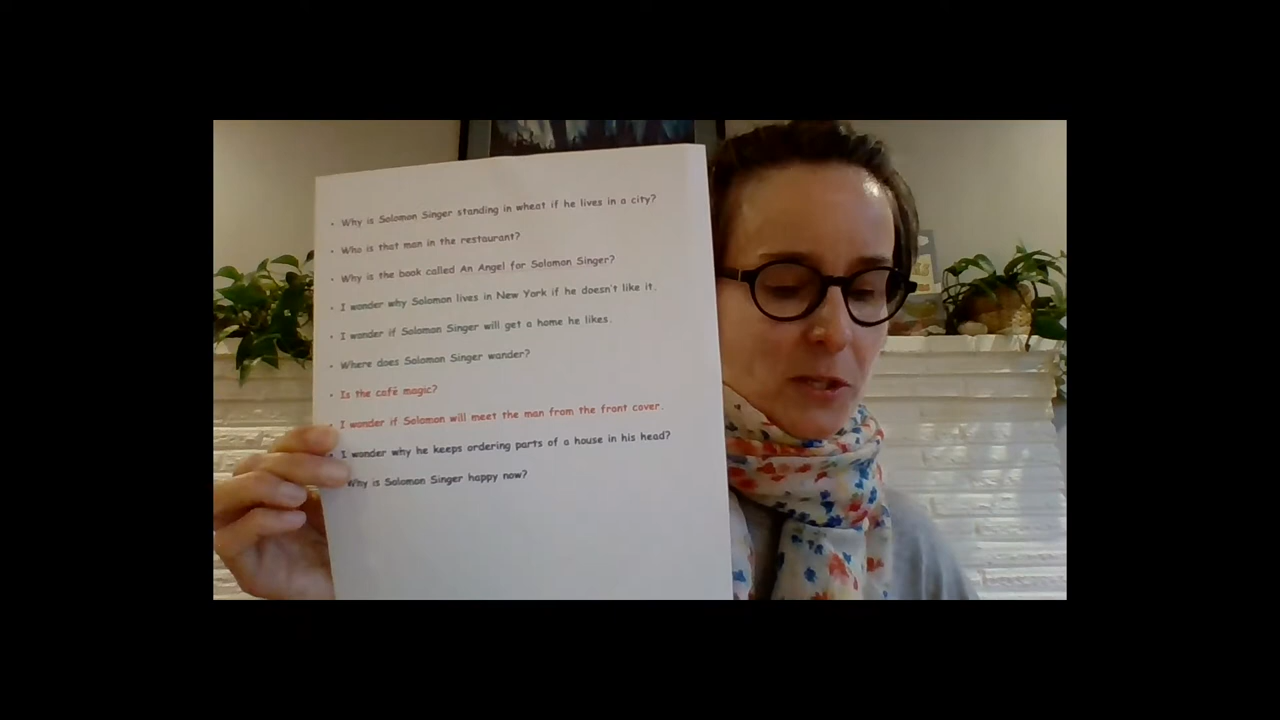 • Why is Solomon Singer standing in wheat if he lives in a city?
• Who is that man in the restaurant?
• Why is the book called An Angel for Solomon Singer?
• I wonder why Solomon lives in New York if he doesn't like it.
• I wonder if Solomon Singer will get a home he likes.
• Where does Solomon Singer wander?
• Is the café magic?
• I wonder if Solomon will meet the man from the front cover.
• I wonder why he keeps ordering parts of a house in his head?
Why is Solomon Singer happy now?